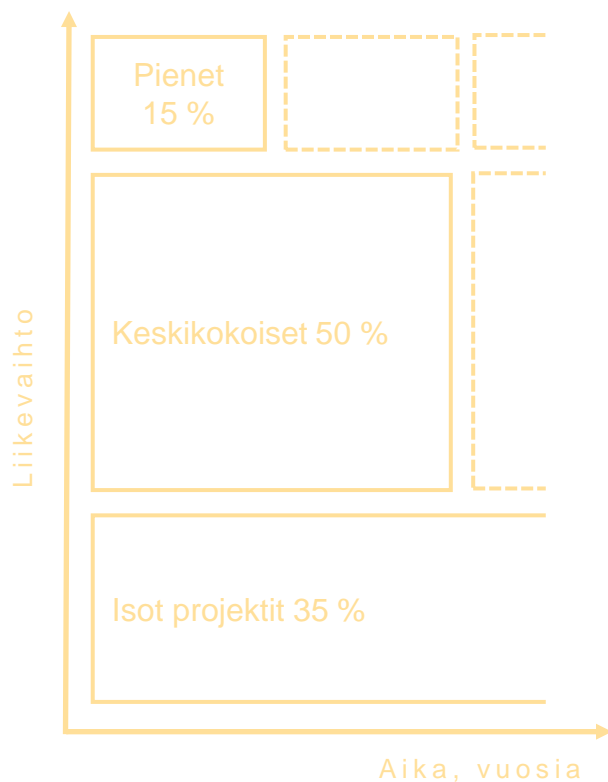 Pienet
15 %
Keskikokoiset 50 %
Isot projektit 35 %
Liikevaihto
Aika, vuosia